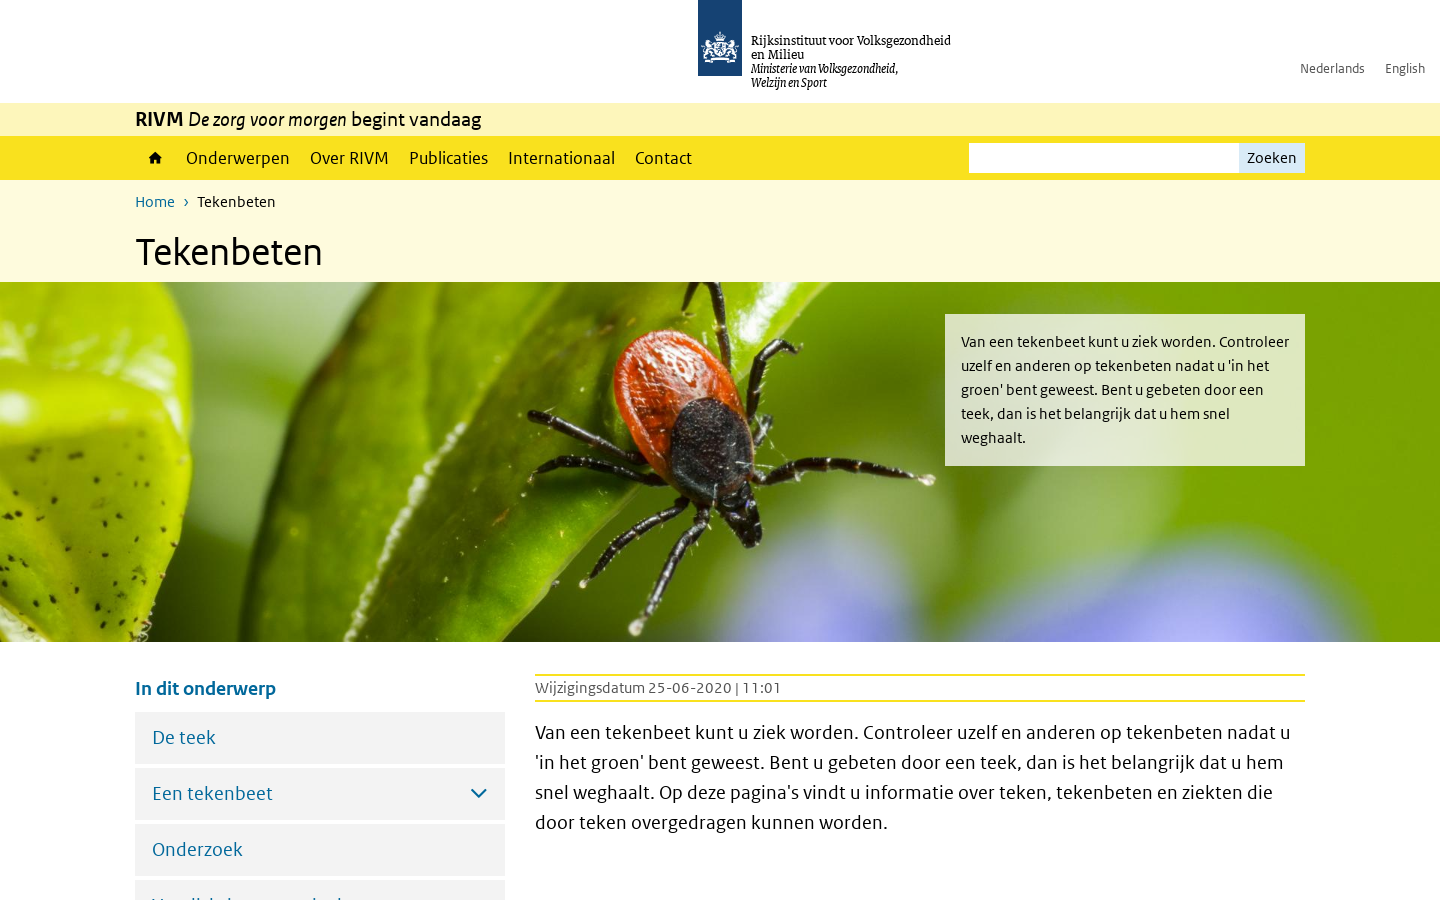 Rijksinstituut voor Volksgezondheid
en Milieu
Ministerie van Volksgezondheid,
Welzijn en Sport
Nederlands English
RIVM De zorg voor morgen begint vandaag
Onderwerpen Over RIVM Publicaties Internationaal Contact Zoeken
Home › Tekenbeten
Tekenbeten
Van een tekenbeet kunt u ziek worden. Controleer
uzelf en anderen op tekenbeten nadat u 'in het
groen' bent geweest. Bent u gebeten door een
teek, dan is het belangrijk dat u hem snel
weghaalt.
In dit onderwerp
De teek
Een tekenbeet
Onderzoek
Wijzigingsdatum 25-06-2020 | 11:01
Van een tekenbeet kunt u ziek worden. Controleer uzelf en anderen op tekenbeten nadat u
'in het groen' bent geweest. Bent u gebeten door een teek, dan is het belangrijk dat u hem
snel weghaalt. Op deze pagina's vindt u informatie over teken, tekenbeten en ziekten die
door teken overgedragen kunnen worden.